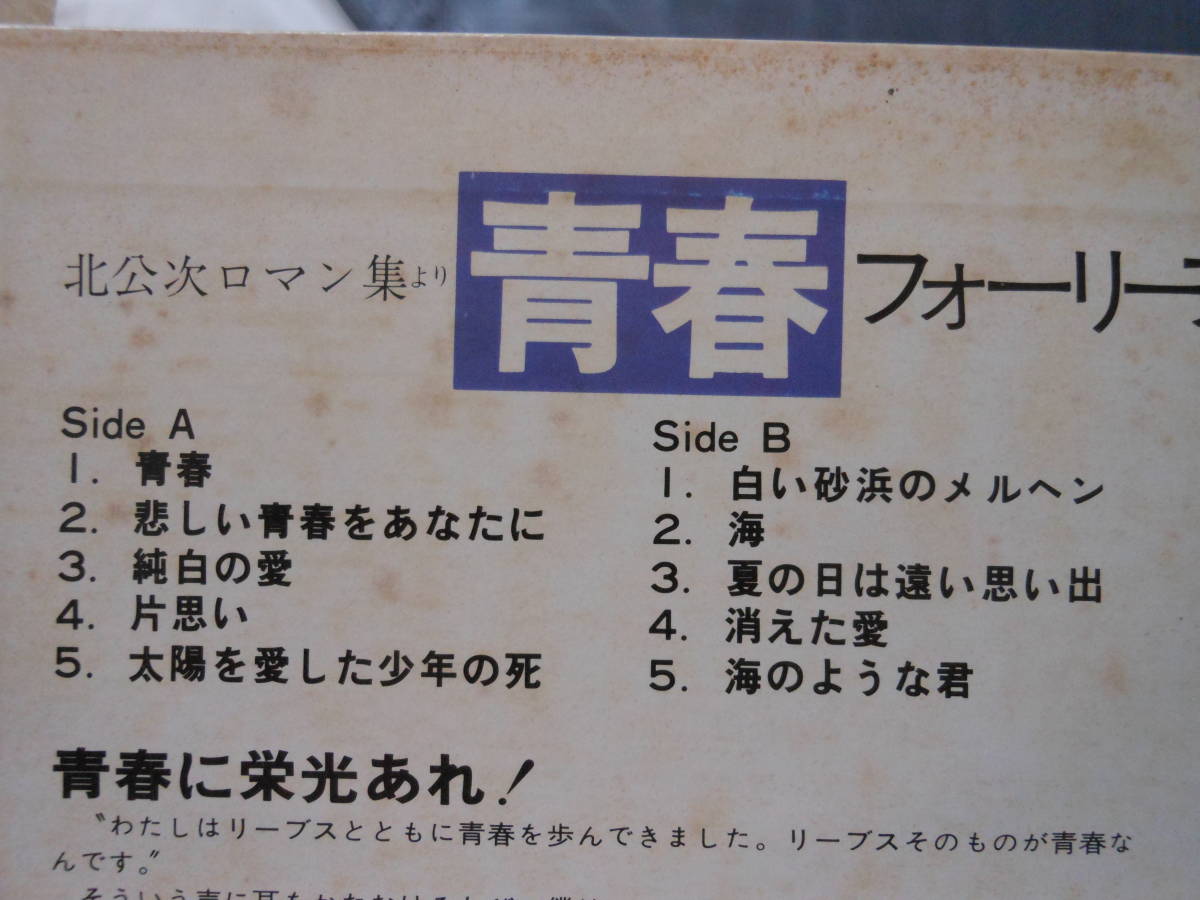 北公次ロマン集より 青春 フォーリー
Side A
1. 青春
2. 悲しい青春をあなたに
3. 純白の愛
4. 片思い
5. 太陽を愛した少年の死
Side B
1. 白い砂浜のメルヘン
2. 海
3. 夏の日は遠い思い出
4. 消えた愛
5. 海のような君
青春に栄光あれ！
〝わたしはリーブスとともに青春を歩んできました。リーブスそのものが青春な
んです。〟